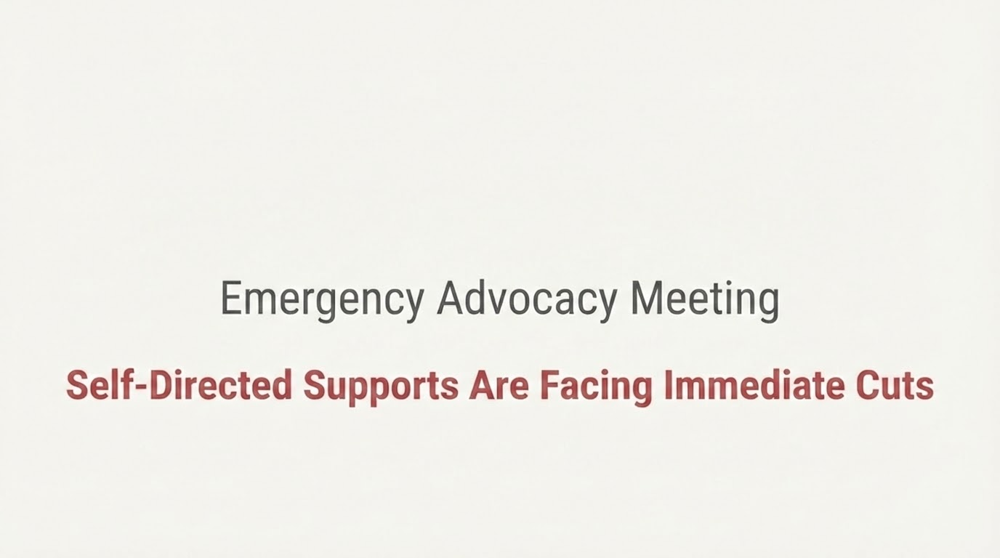 Emergency Advocacy Meeting
Self-Directed Supports Are Facing Immediate Cuts